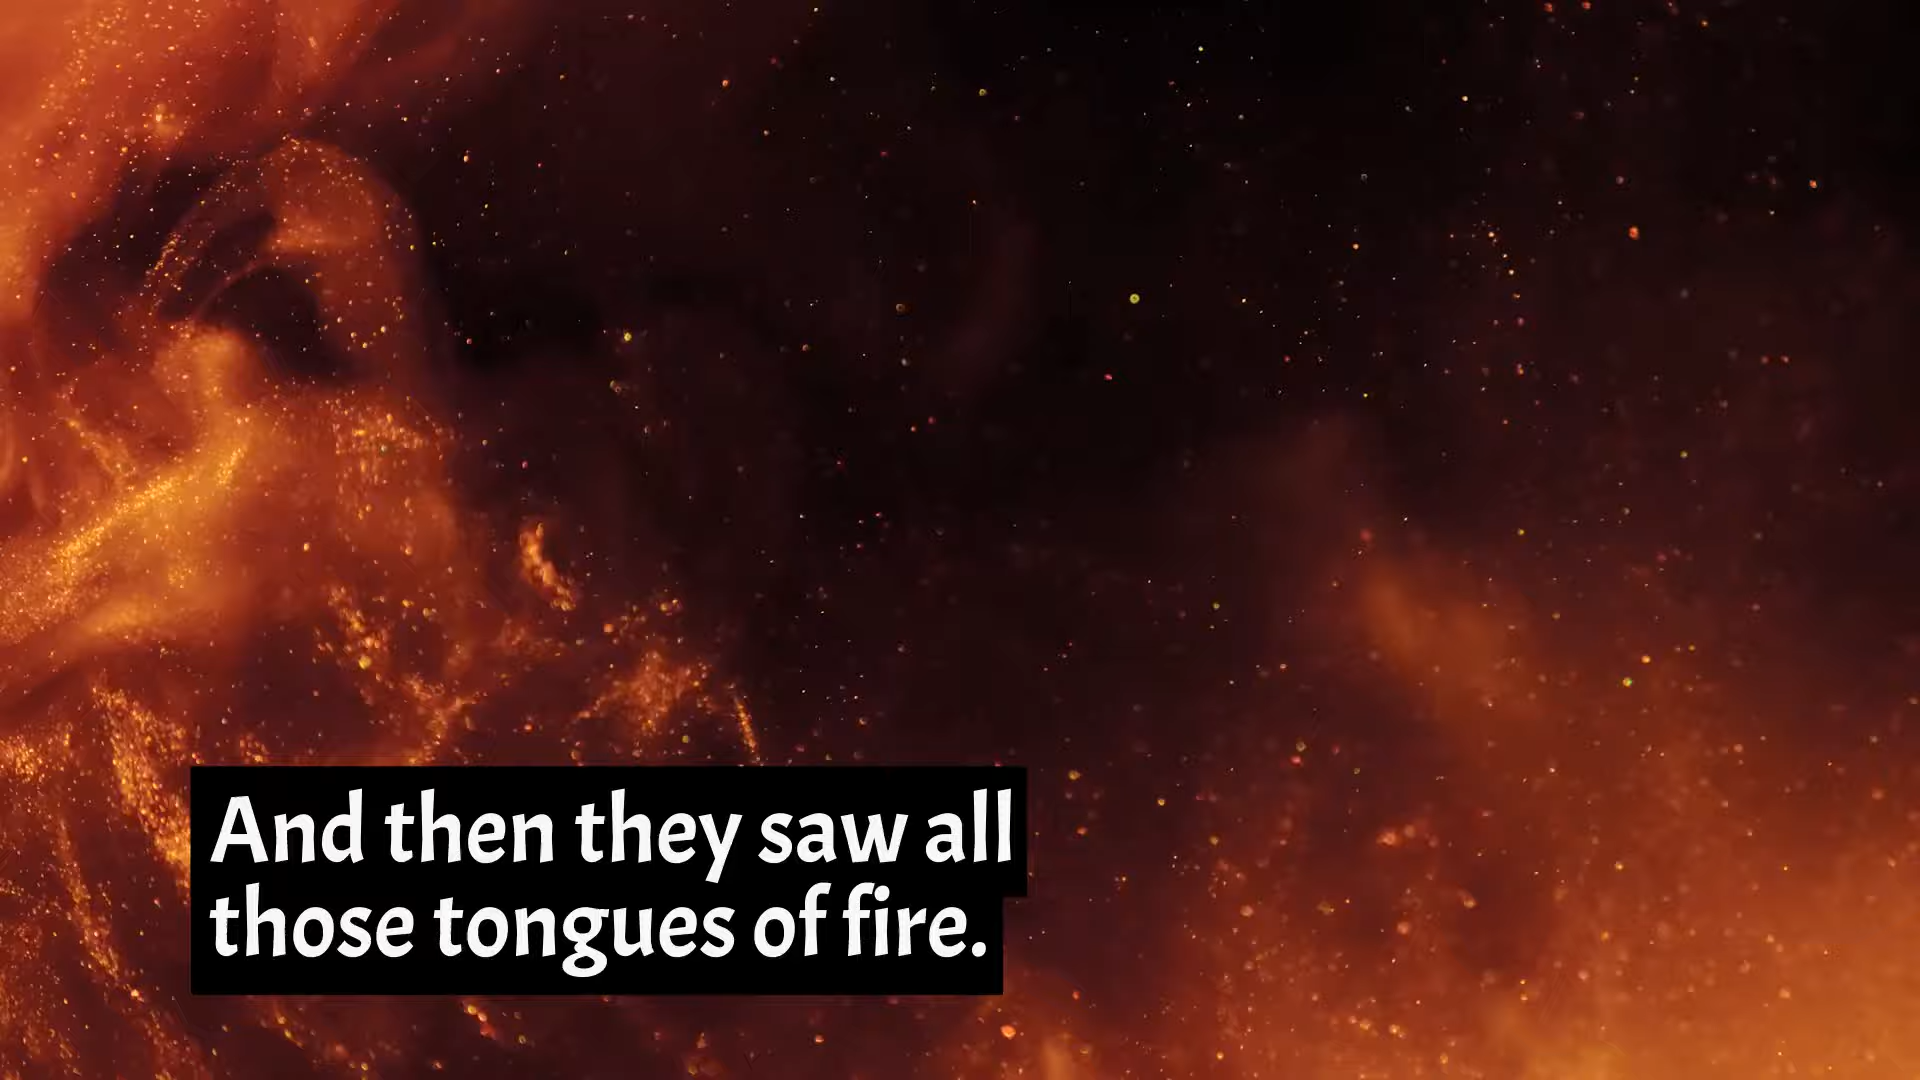 And then they saw all
those tongues of fire.